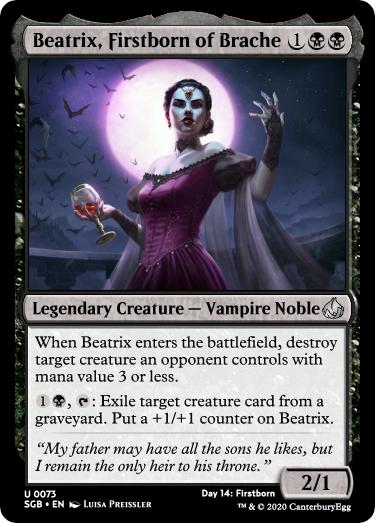 Beatrix, Firstborn of Brache 1
Legendary Creature — Vampire Noble
When Beatrix enters the battlefield, destroy
target creature an opponent controls with
mana value 3 or less.
1 , : Exile target creature card from a
graveyard. Put a +1/+1 counter on Beatrix.
“My father may have all the sons he likes, but
I remain the only heir to his throne.”
2/1
U 0073 Day 14: Firstborn
SGB • EN Luisa Preissler ™ & © 2020 CanterburyEgg